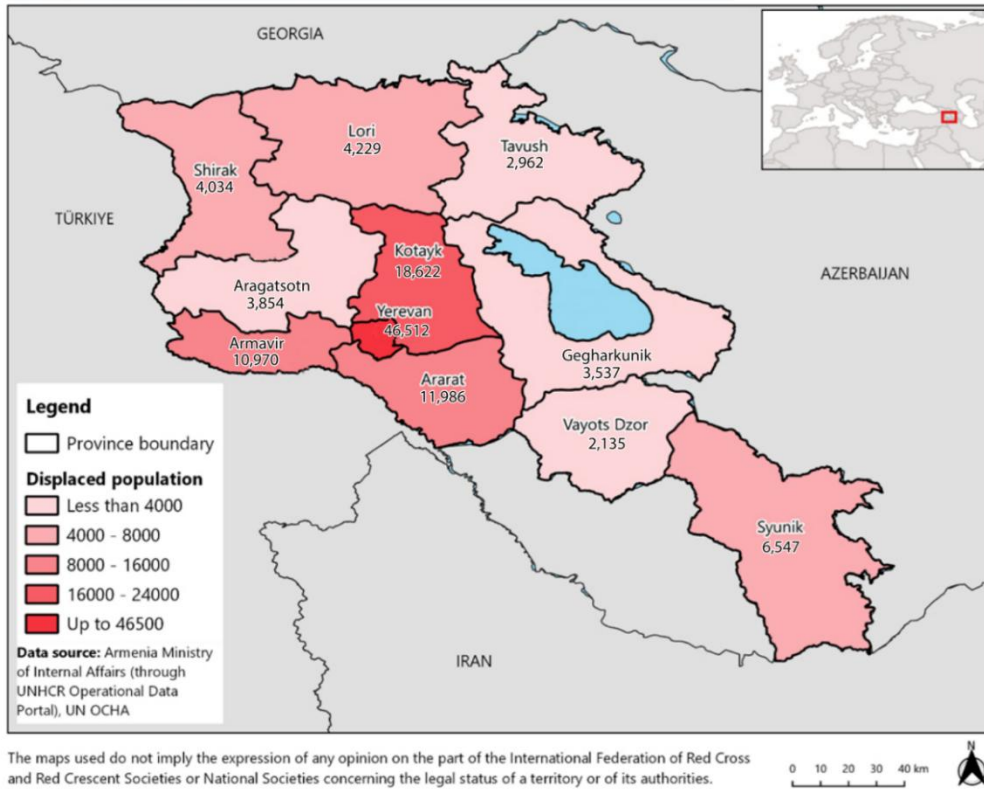 GEORGIA
Lori
4,229
Tavush
2,962
Shirak
4,034
TÜRKIYE
Kotayk
18,622
AZERBAIJAN
Aragatsotn
3,854
Yerevan
46,512
Armavir
10,970
Gegharkunik
3,537
Ararat
11,986
Vayots Dzor
2,135
Syunik
6,547
IRAN
Legend
Province boundary
Displaced population
Less than 4000
4000 - 8000
8000 - 16000
16000 - 24000
Up to 46500
Data source: Armenia Ministry
of Internal Affairs (through
UNHCR Operational Data
Portal), UN OCHA
The maps used do not imply the expression of any opinion on the part of the International Federation of Red Cross
and Red Crescent Societies or National Societies concerning the legal status of a territory or of its authorities.
0 10 20 30 40 km
N